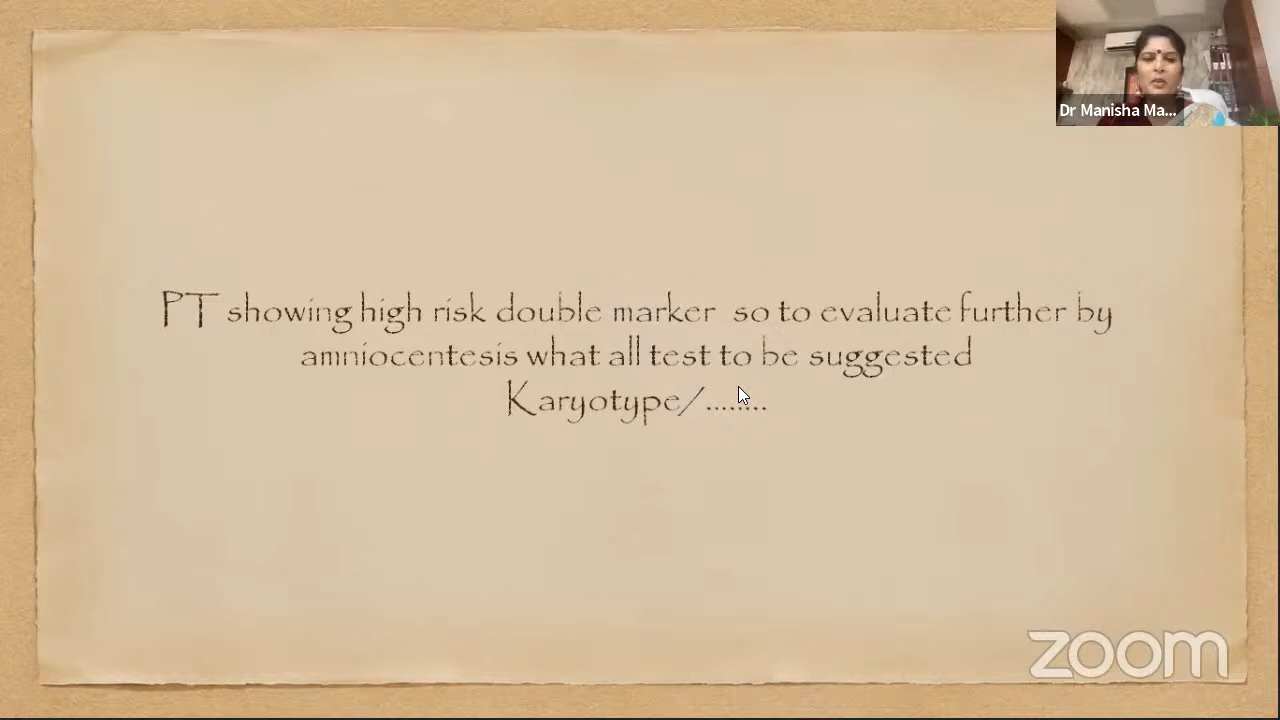 Dr Manisha Ma...
PT showing high risk double marker so to evaluate further by
amniocentesis what all test to be suggested
Karyotype/........
zoom